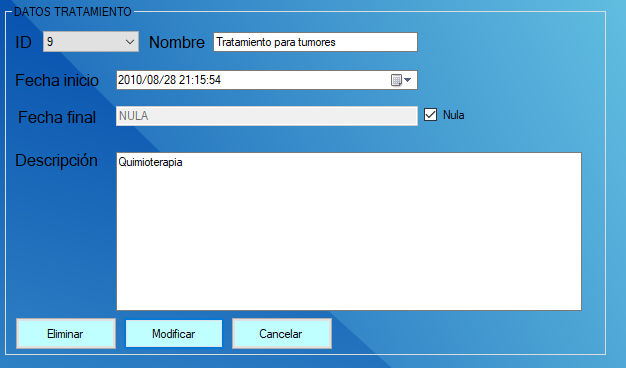 DATOS TRATAMIENTO
ID 9 Nombre Tratamiento para tumores
Fecha inicio 2010/08/28 21:15:54
Fecha final NULA Nula
Descripción Quimioterapia
Eliminar Modificar Cancelar